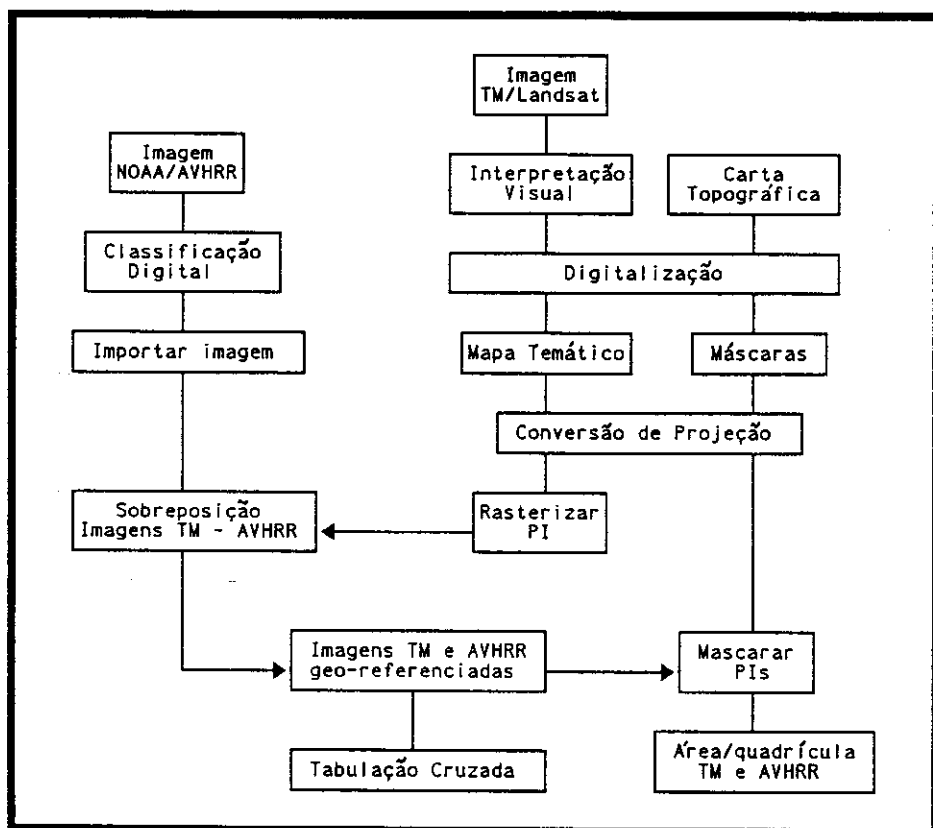 Imagem
TM/Landsat
Imagem
NOAA/AVHRR
Interpretação
Visual
Carta
Topográfica
Classificação
Digital
Digitalização
Importar imagem
Mapa Temático
Máscaras
Conversão de Projeção
Sobreposição
Imagens TM - AVHRR
Rasterizar
PI
Imagens TM e AVHRR
geo-referenciadas
Mascarar
PIs
Tabulação Cruzada
Área/quadrícula
TM e AVHRR